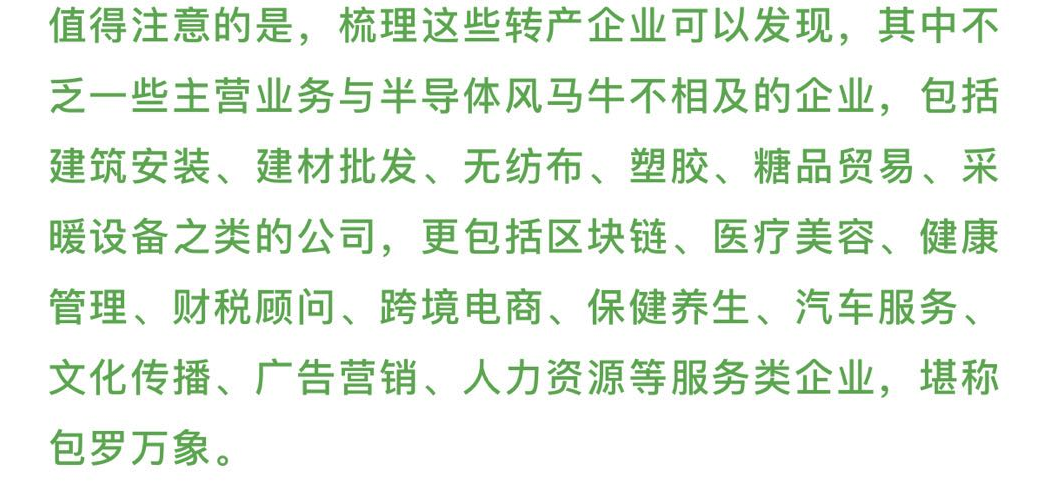 值得注意的是，梳理这些转产企业可以发现，其中不
乏一些主营业务与半导体风马牛不相及的企业，包括
建筑安装、建材批发、无纺布、塑胶、糖品贸易、采
暖设备之类的公司，更包括区块链、医疗美容、健康
管理、财税顾问、跨境电商、保健养生、汽车服务、
文化传播、广告营销、人力资源等服务类企业，堪称
包罗万象。